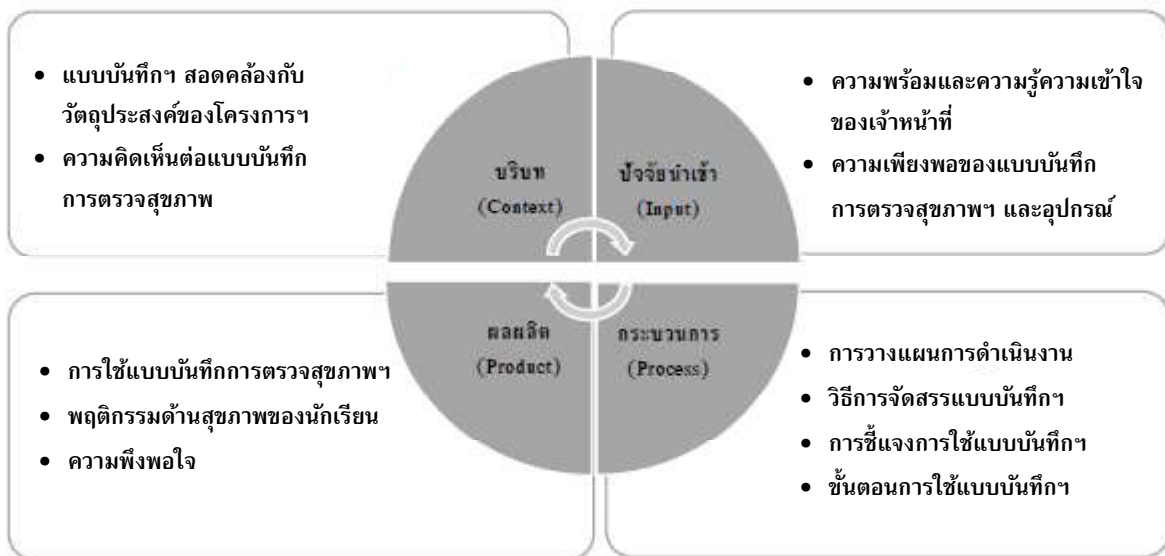 • แบบบันทึกฯ สอดคล้องกับ
วัตถุประสงค์ของโครงการฯ
• ความคิดเห็นต่อแบบบันทึก
การตรวจสุขภาพ
บริบท
(Context)
ปัจจัยนำเข้า
(Input)
• ความพร้อมและความรู้ความเข้าใจ
ของเจ้าหน้าที่
• ความเพียงพอของแบบบันทึก
การตรวจสุขภาพฯ และอุปกรณ์
• การใช้แบบบันทึกการตรวจสุขภาพฯ
• พฤติกรรมด้านสุขภาพของนักเรียน
• ความพึงพอใจ
ผลผลิต
(Product)
กระบวนการ
(Process)
• การวางแผนการดำเนินงาน
• วิธีการจัดสรรแบบบันทึกฯ
• การชี้แจงการใช้แบบบันทึกฯ
• ขั้นตอนการใช้แบบบันทึกฯ